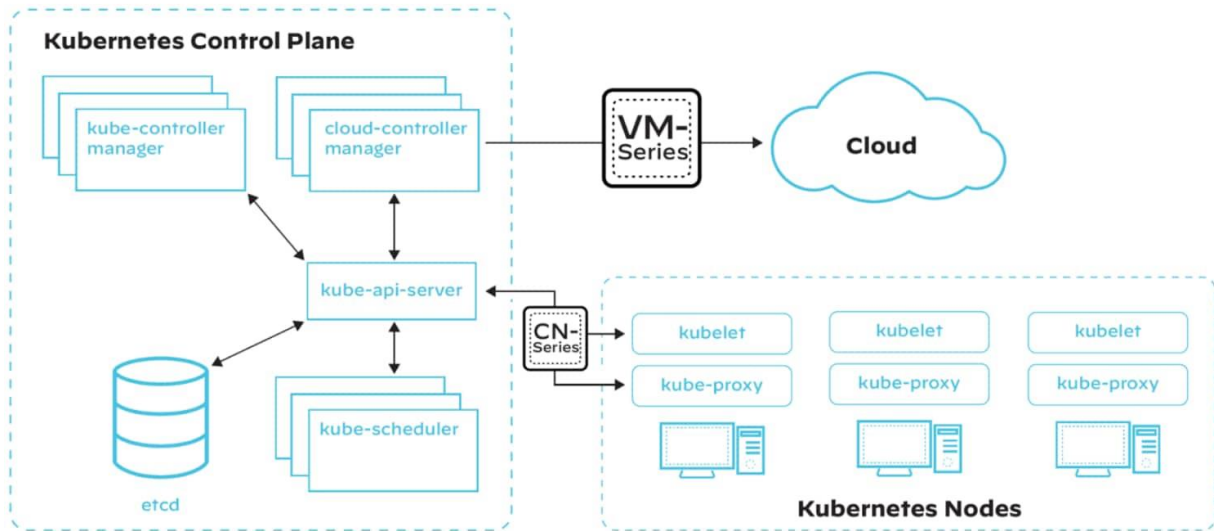 Kubernetes Control Plane
kube-controller
manager
cloud-controller
manager
VM-
Series
Cloud
kube-api-server
CN-
Series
kubelet
kubelet
kubelet
kube-proxy
kube-proxy
kube-proxy
kube-scheduler
etcd
Kubernetes Nodes